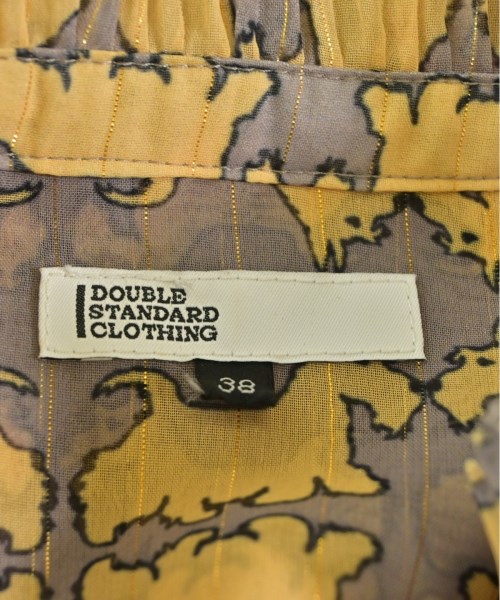 DOUBLE
STANDARD
CLOTHING
38